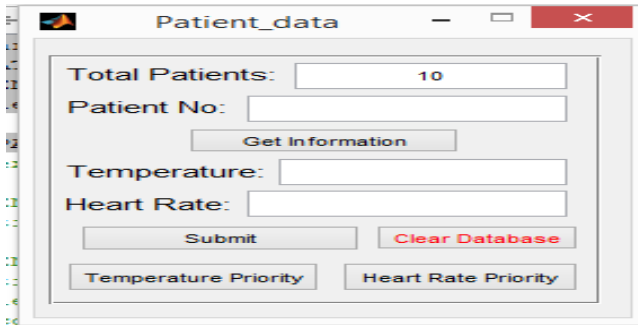 Patient_data
Total Patients: 10
Patient No:
Get Information
Temperature:
Heart Rate:
Submit Clear Database
Temperature Priority Heart Rate Priority